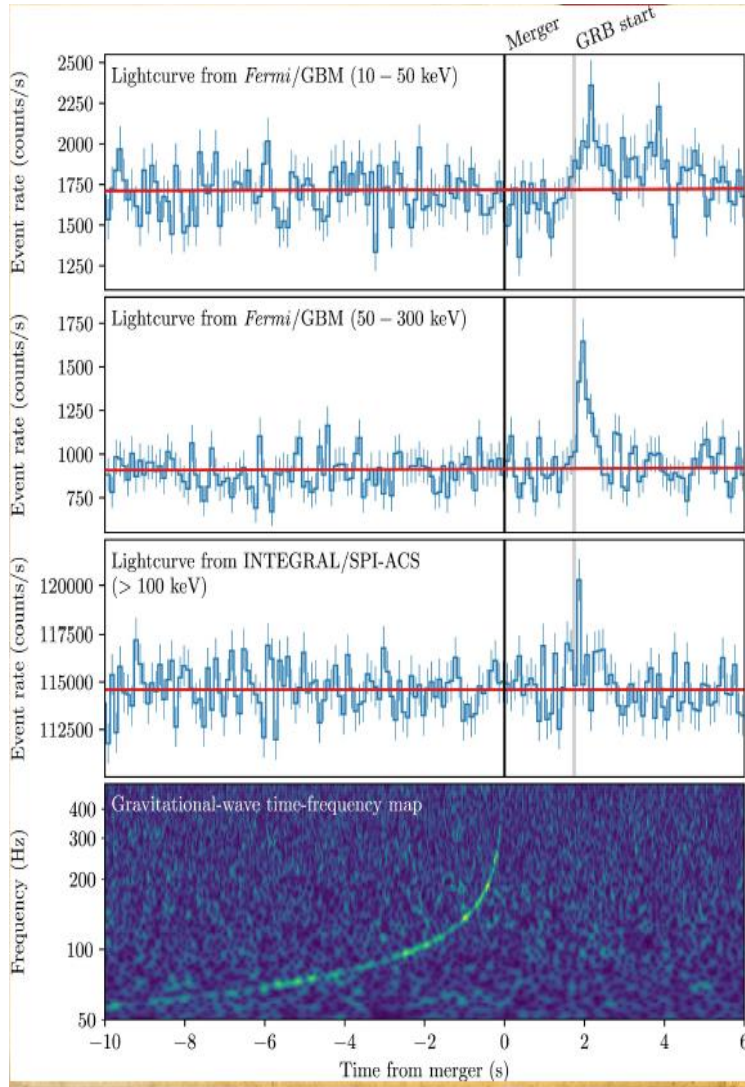 Merger
GRB start
Lightcurve from Fermi/GBM (10 − 50 keV)
Event rate (counts/s)
2500
2250
2000
1750
1500
1250
Lightcurve from Fermi/GBM (50 − 300 keV)
Event rate (counts/s)
1750
1500
1250
1000
750
Lightcurve from INTEGRAL/SPI-ACS
(> 100 keV)
Event rate (counts/s)
120000
117500
115000
112500
Gravitational-wave time-frequency map
Frequency (Hz)
400
300
200
100
50
−10 −8 −6 −4 −2 0 2 4 6
Time from merger (s)